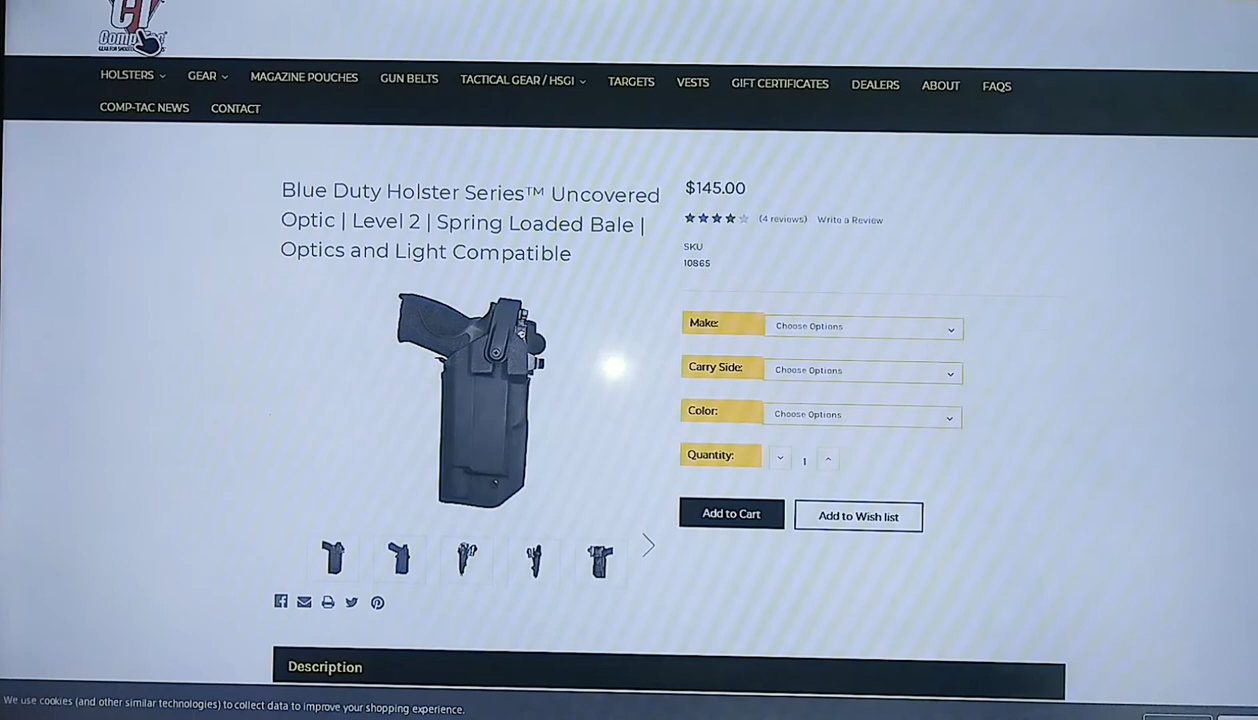 CT
HOLSTERS GEAR MAGAZINE POUCHES GUN BELTS TACTICAL GEAR / HSGI TARGETS VESTS GIFT CERTIFICATES DEALERS ABOUT FAQS
COMP-TAC NEWS CONTACT
Blue Duty Holster Series™ Uncovered
Optic | Level 2 | Spring Loaded Bale |
Optics and Light Compatible
$145.00
(4 reviews) Write a Review
SKU
10865
Make: Choose Options
Carry Side: Choose Options
Color: Choose Options
Quantity: 1
Add to Cart Add to Wish list
Description
We use cookies (and other similar technologies) to collect data to improve your shopping experience.